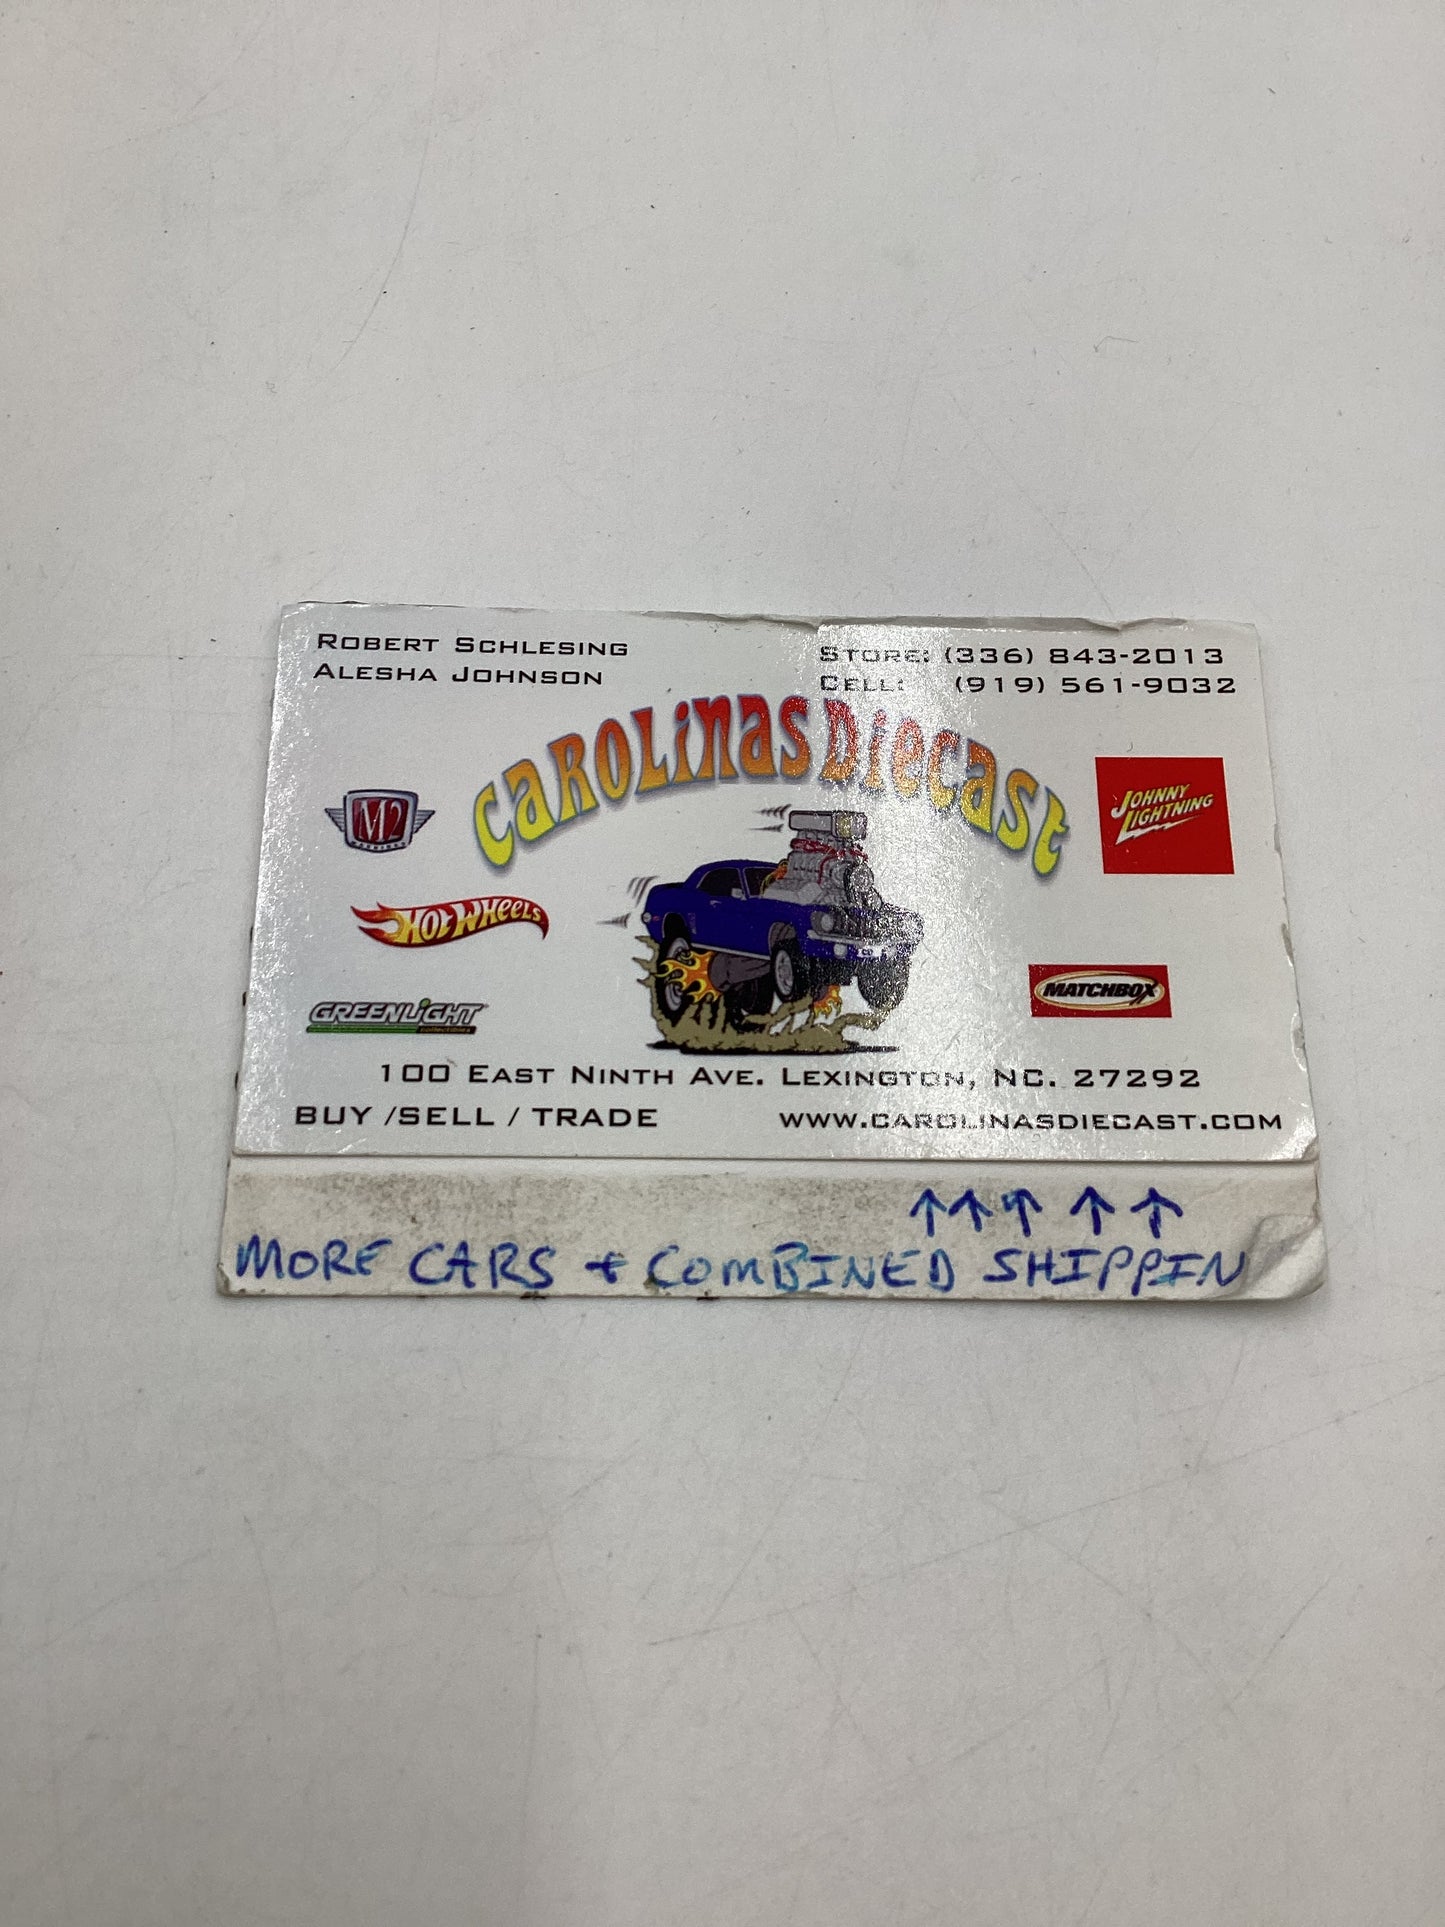 ROBERT SCHLESING
ALESHA JOHNSON
STORE: (336) 843-2013
CELL: (919) 561-9032
CAROLINAS DIECAST
M2
MACHINES
JOHNNY
LIGHTNING
HOT WHEELS
MATCHBOX
GREENLIGHT
collectibles
100 EAST NINTH AVE. LEXINGTON, NC. 27292
BUY /SELL / TRADE
WWW.CAROLINASDIECAST.COM
↑↑↑↑↑
MORE CARS + COMBINED SHIPPIN